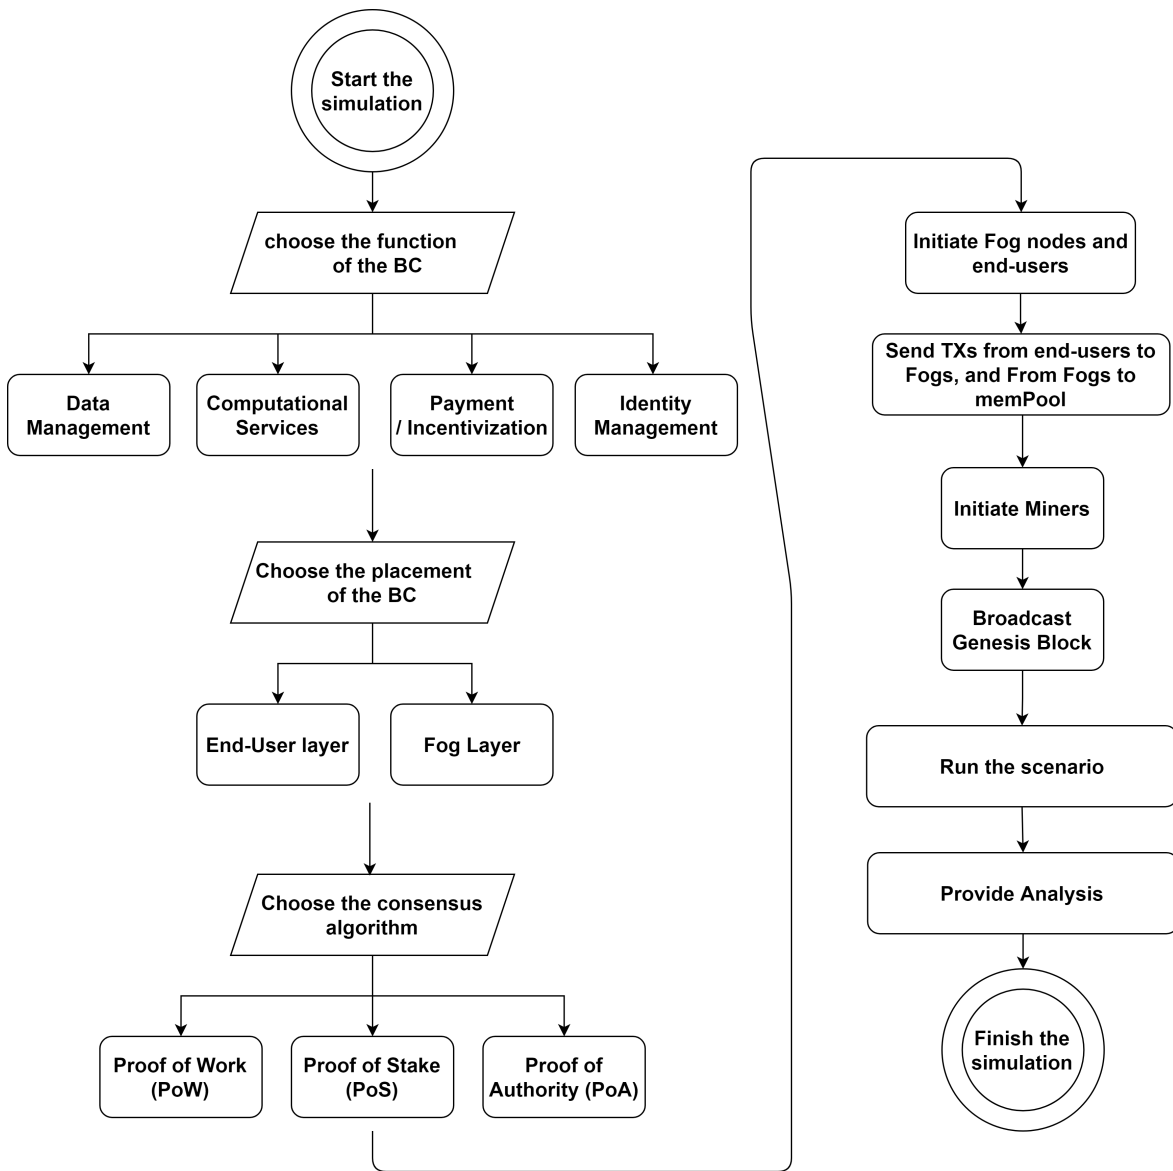 Start the
simulation
choose the function
of the BC
Data
Management
Computational
Services
Payment
/ Incentivization
Identity
Management
Choose the placement
of the BC
End-User layer
Fog Layer
Choose the consensus
algorithm
Proof of Work
(PoW)
Proof of Stake
(PoS)
Proof of
Authority (PoA)
Initiate Fog nodes and
end-users
Send TXs from end-users to
Fogs, and From Fogs to
memPool
Initiate Miners
Broadcast
Genesis Block
Run the scenario
Provide Analysis
Finish the
simulation